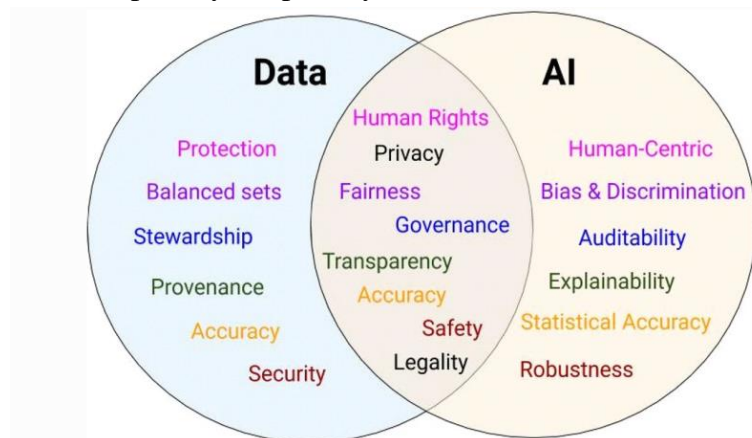 Data
AI
Human Rights
Protection
Privacy
Human-Centric
Balanced sets
Fairness
Bias & Discrimination
Stewardship
Governance
Auditability
Provenance
Transparency
Explainability
Accuracy
Accuracy
Statistical Accuracy
Security
Safety
Robustness
Legality